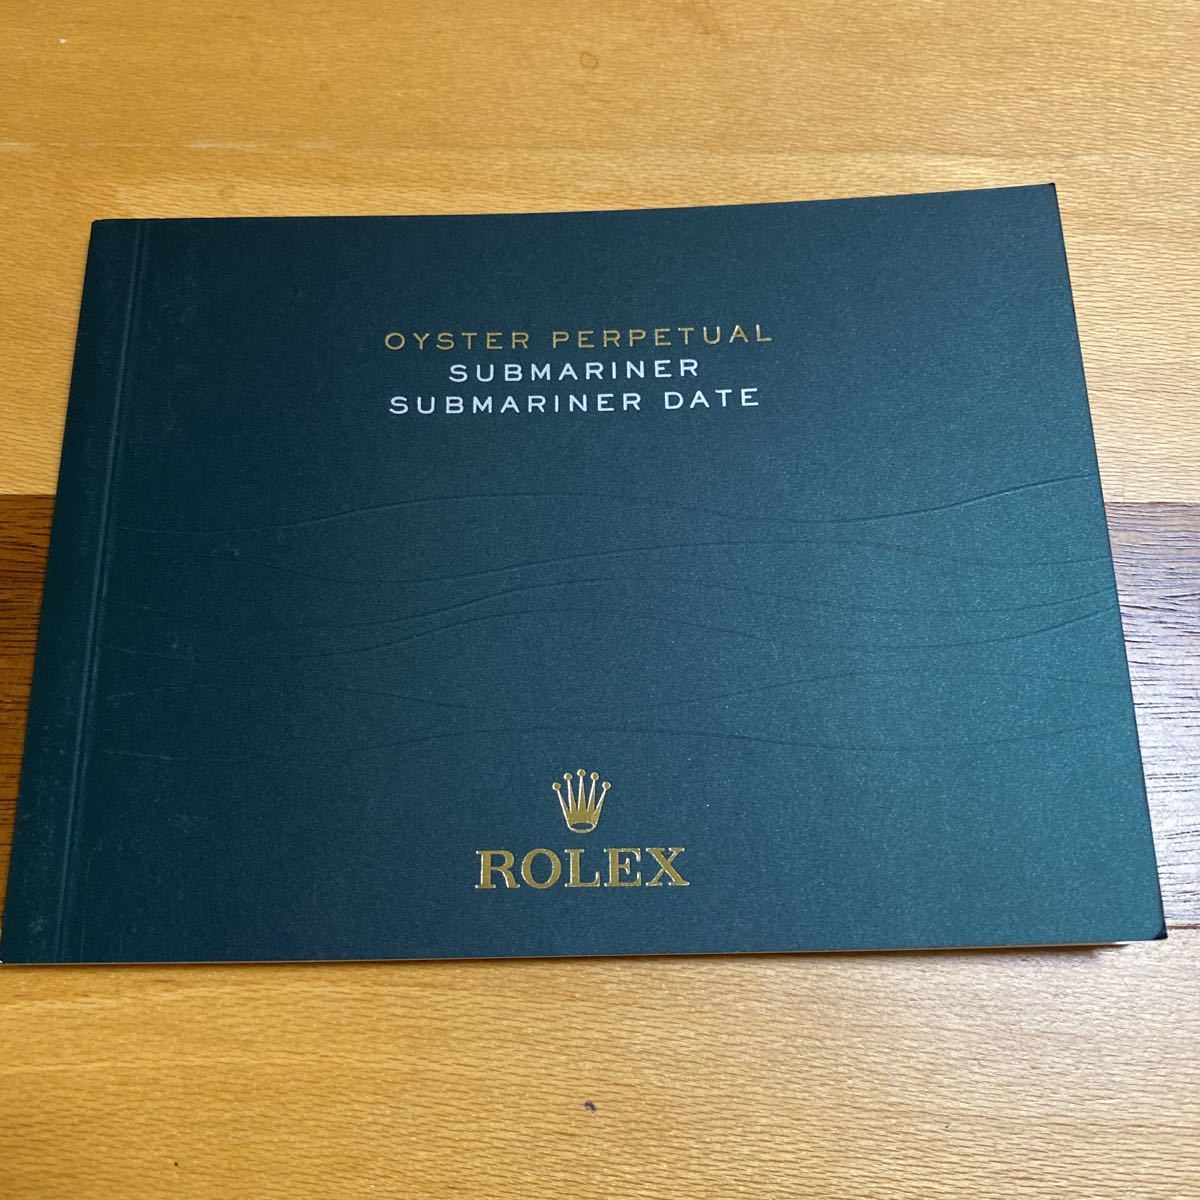 OYSTER PERPETUAL
SUBMARINER
SUBMARINER DATE
ROLEX